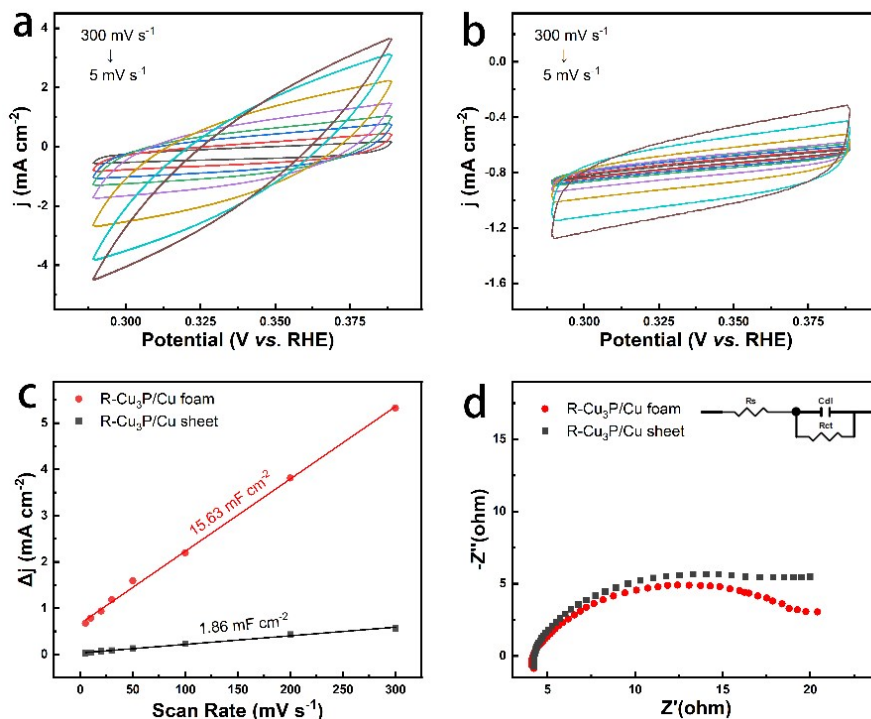 a
300 mV s⁻¹
↓
5 mV s⁻¹
4
2
0
-2
-4
j (mA cm⁻²)
0.300
0.325
0.350
0.375
Potential (V vs. RHE)
b
300 mV s⁻¹
↓
5 mV s⁻¹
0.0
-0.4
-0.8
-1.2
-1.6
j (mA cm⁻²)
0.300
0.325
0.350
0.375
Potential (V vs. RHE)
c
R-Cu₃P/Cu foam
R-Cu₃P/Cu sheet
15.63 mF cm⁻²
1.86 mF cm⁻²
5
4
3
2
1
0
Δj (mA cm⁻²)
0
50
100
150
200
250
300
Scan Rate (mV s⁻¹)
d
R-Cu₃P/Cu foam
R-Cu₃P/Cu sheet
Rs
Cdl
Rct
15
10
5
0
-Z''(ohm)
5
10
15
20
Z'(ohm)